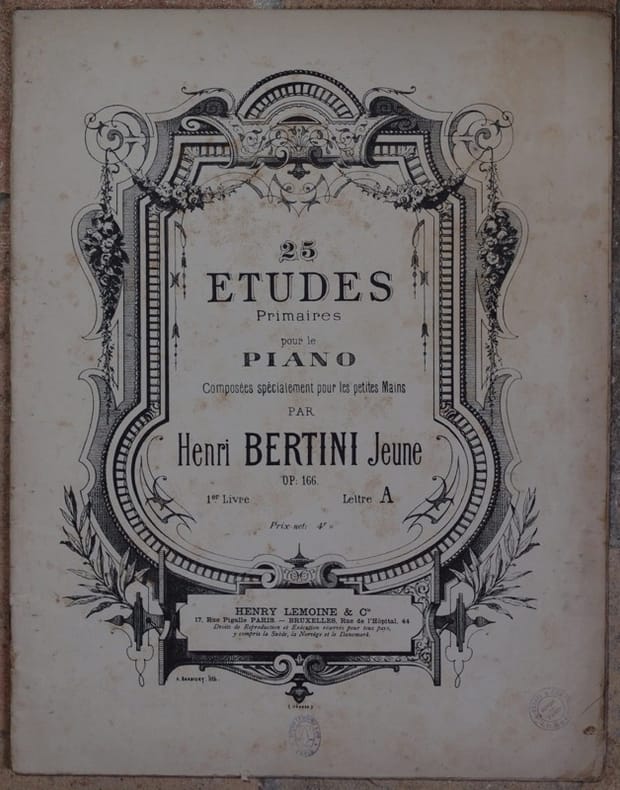 25
ETUDES
Primaires
pour le
PIANO
Composées spécialement pour les petites Mains
PAR
Henri BERTINI Jeune
OP: 166.
1er Livre Lettre A
Prix net: 4f »
HENRY LEMOINE & Cie
17, Rue Pigalle PARIS. — BRUXELLES, Rue de l'Hôpital, 44
Droits de Reproduction et Exécution réservés pour tous pays,
y compris la Suède, la Norvège et le Danemark.